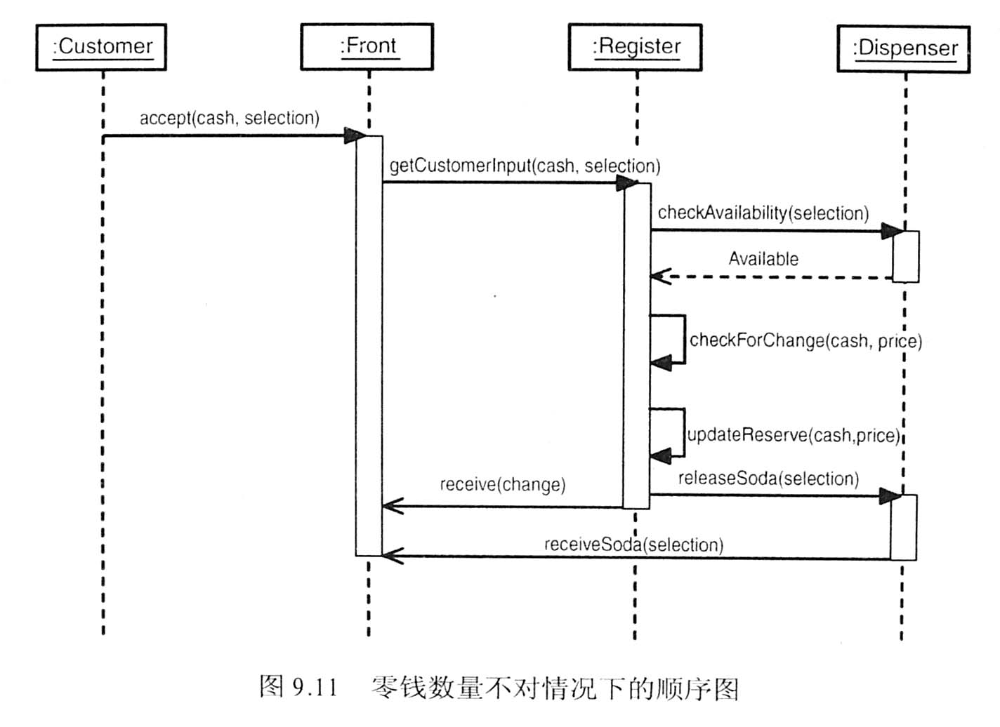 :Customer
:Front
:Register
:Dispenser
accept(cash, selection)
getCustomerInput(cash, selection)
checkAvailability(selection)
Available
checkForChange(cash, price)
updateReserve(cash,price)
releaseSoda(selection)
receive(change)
receiveSoda(selection)
图 9.11 零钱数量不对情况下的顺序图